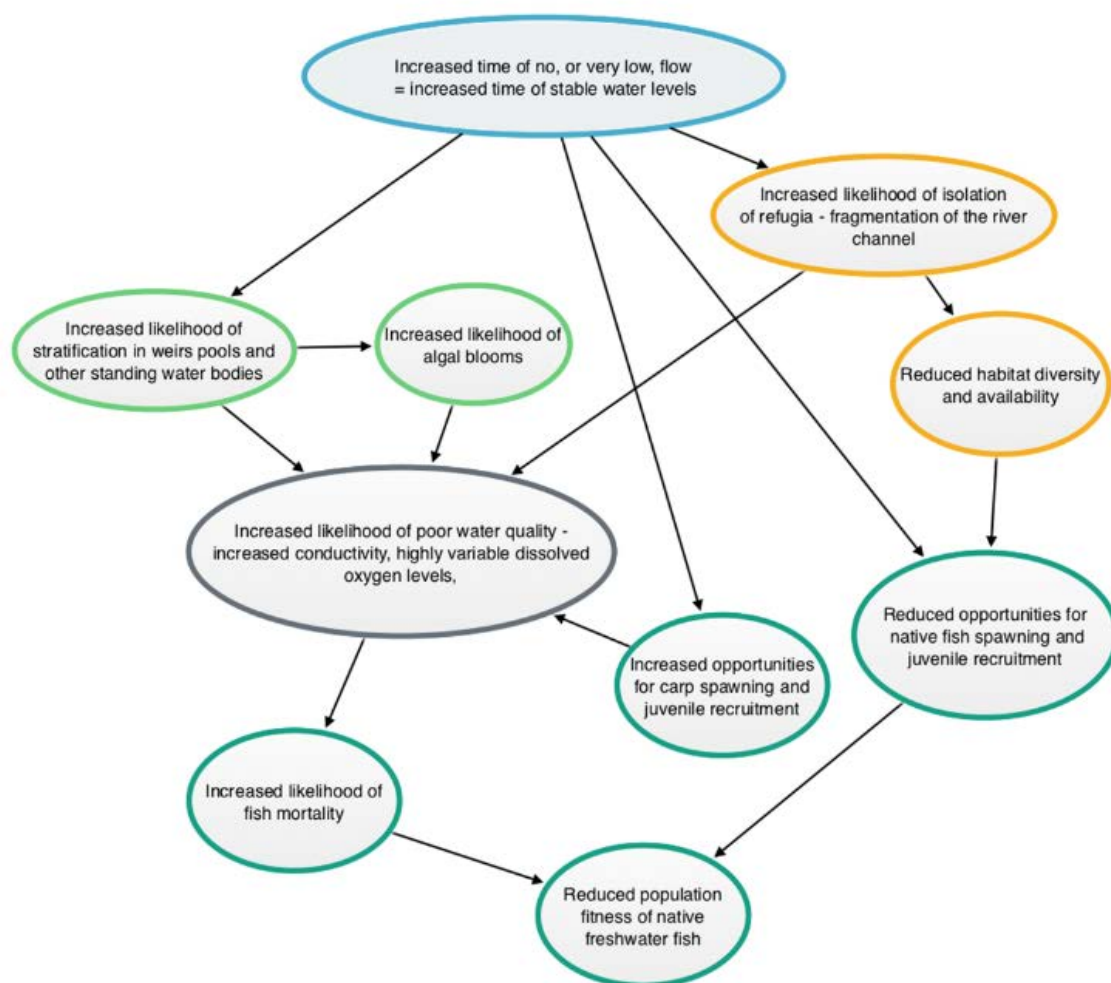 Increased time of no, or very low, flow
= increased time of stable water levels
Increased likelihood of isolation
of refugia - fragmentation of the river
channel
Increased likelihood of
stratification in weirs pools and
other standing water bodies
Increased likelihood of
algal blooms
Reduced habitat diversity
and availability
Increased likelihood of poor water quality -
increased conductivity, highly variable dissolved
oxygen levels,
Reduced opportunities for
native fish spawning and
juvenile recruitment
Increased opportunities
for carp spawning and
juvenile recruitment
Increased likelihood of
fish mortality
Reduced population
fitness of native
freshwater fish